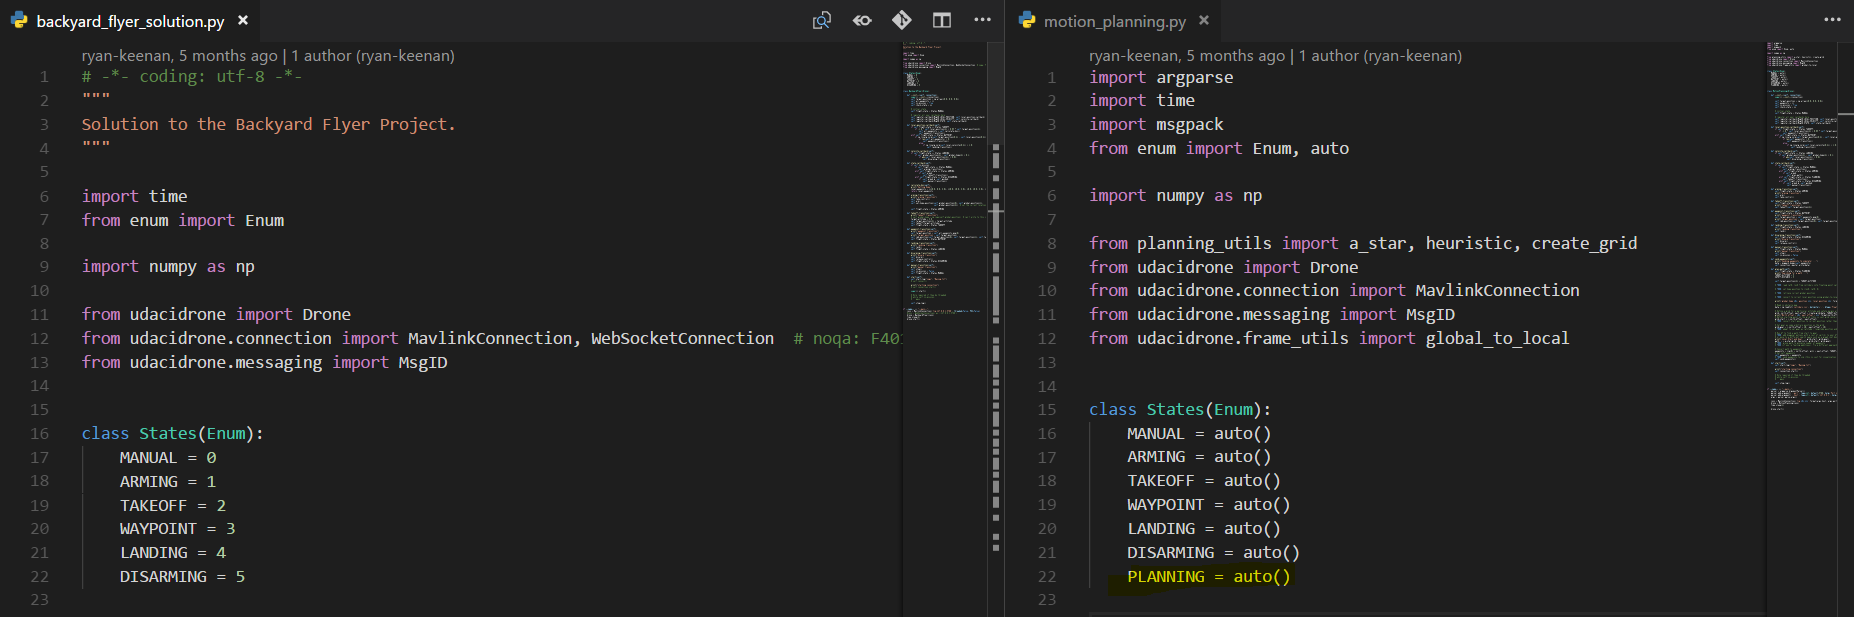 backyard_flyer_solution.py
ryan-keenan, 5 months ago | 1 author (ryan-keenan)
1 # -*- coding: utf-8 -*-
2 """
3 Solution to the Backyard Flyer Project.
4 """
5
6 import time
7 from enum import Enum
8
9 import numpy as np
10
11 from udacidrone import Drone
12 from udacidrone.connection import MavlinkConnection, WebSocketConnection # noqa: F401
13 from udacidrone.messaging import MsgID
14
15
16 class States(Enum):
17 MANUAL = 0
18 ARMING = 1
19 TAKEOFF = 2
20 WAYPOINT = 3
21 LANDING = 4
22 DISARMING = 5
23
motion_planning.py
ryan-keenan, 5 months ago | 1 author (ryan-keenan)
1 import argparse
2 import time
3 import msgpack
4 from enum import Enum, auto
5
6 import numpy as np
7
8 from planning_utils import a_star, heuristic, create_grid
9 from udacidrone import Drone
10 from udacidrone.connection import MavlinkConnection
11 from udacidrone.messaging import MsgID
12 from udacidrone.frame_utils import global_to_local
13
14
15 class States(Enum):
16 MANUAL = auto()
17 ARMING = auto()
18 TAKEOFF = auto()
19 WAYPOINT = auto()
20 LANDING = auto()
21 DISARMING = auto()
22 PLANNING = auto()
23